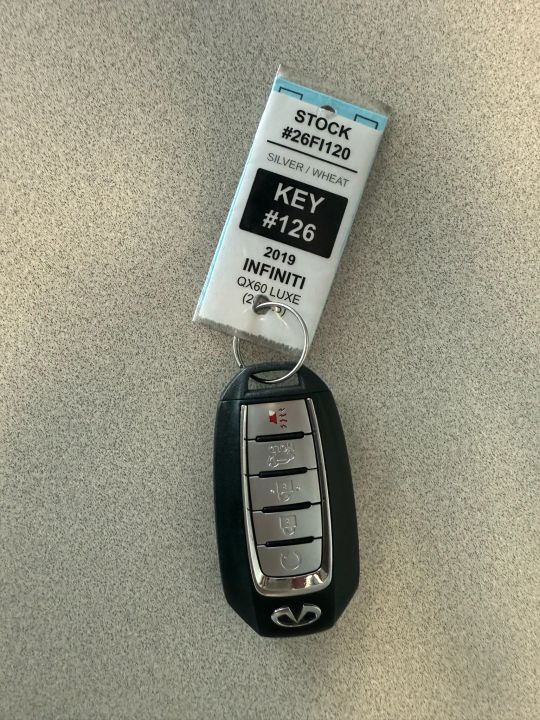 STOCK
#26FI120
SILVER / WHEAT
KEY
#126
2019
INFINITI
QX60 LUXE